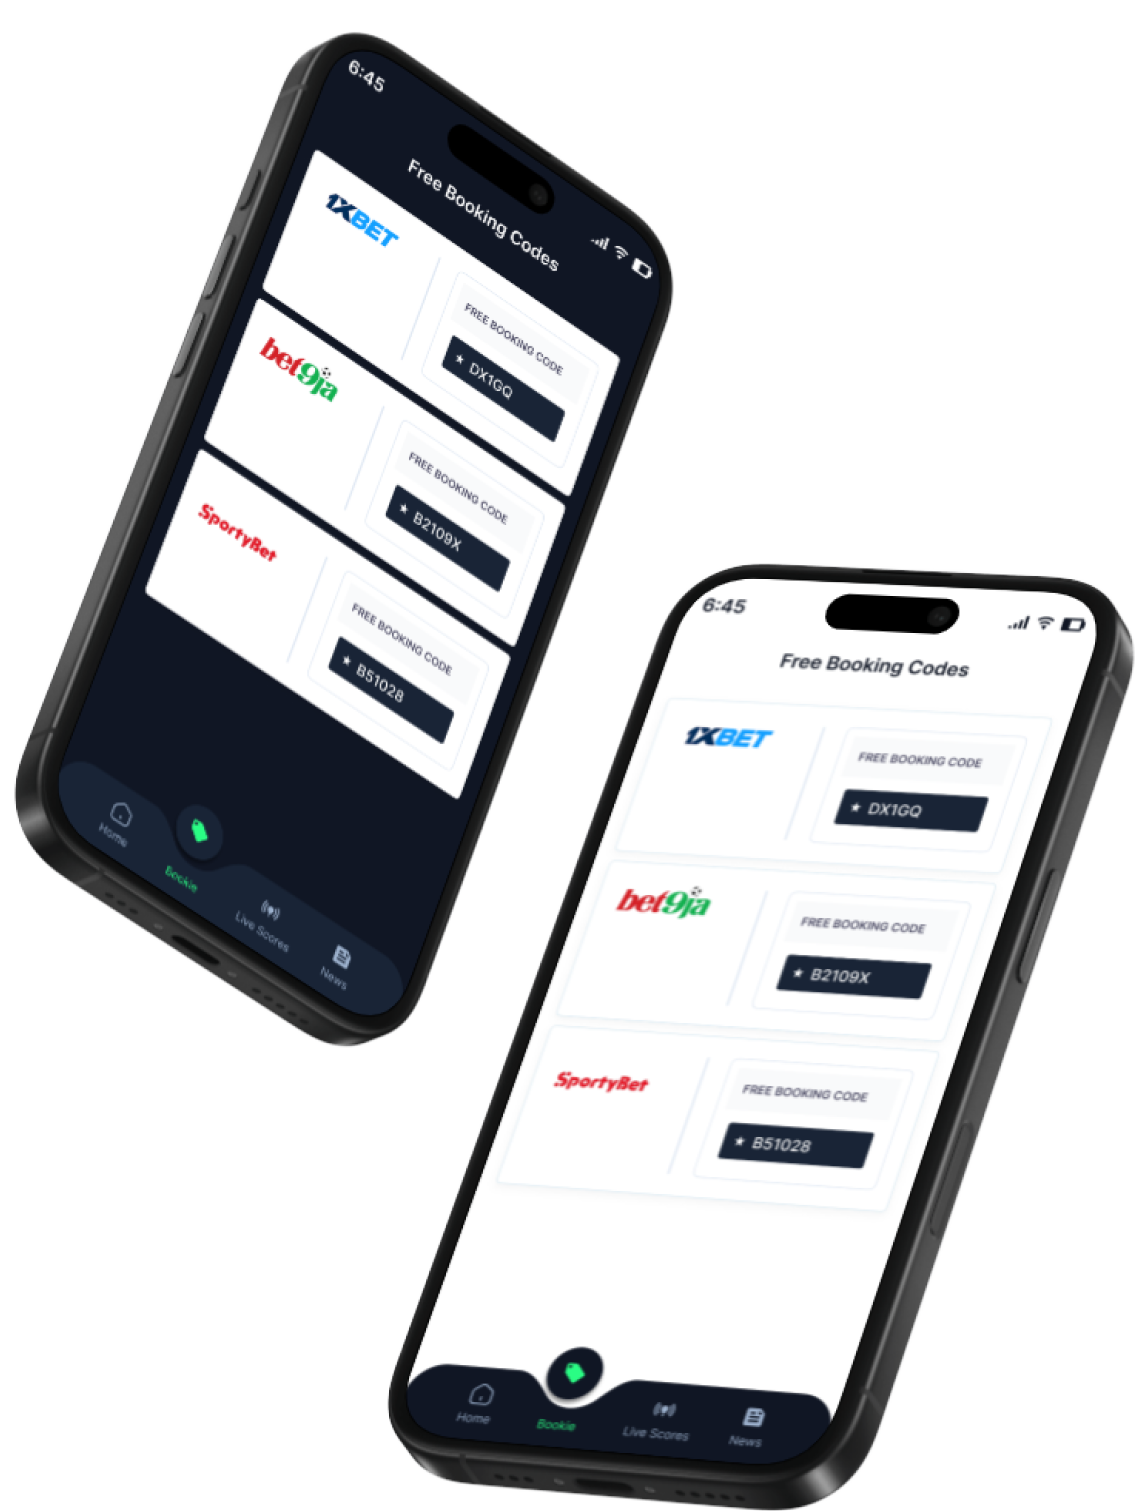 6:45
Free Booking Codes
1XBET
FREE BOOKING CODE
★ DX1GQ
bet9ja
FREE BOOKING CODE
★ B2109X
SportyBet
FREE BOOKING CODE
★ B51028
Home
Bookie
Live Scores
News
6:45
Free Booking Codes
1XBET
FREE BOOKING CODE
★ DX1GQ
bet9ja
FREE BOOKING CODE
★ B2109X
SportyBet
FREE BOOKING CODE
★ B51028
Home
Bookie
Live Scores
News